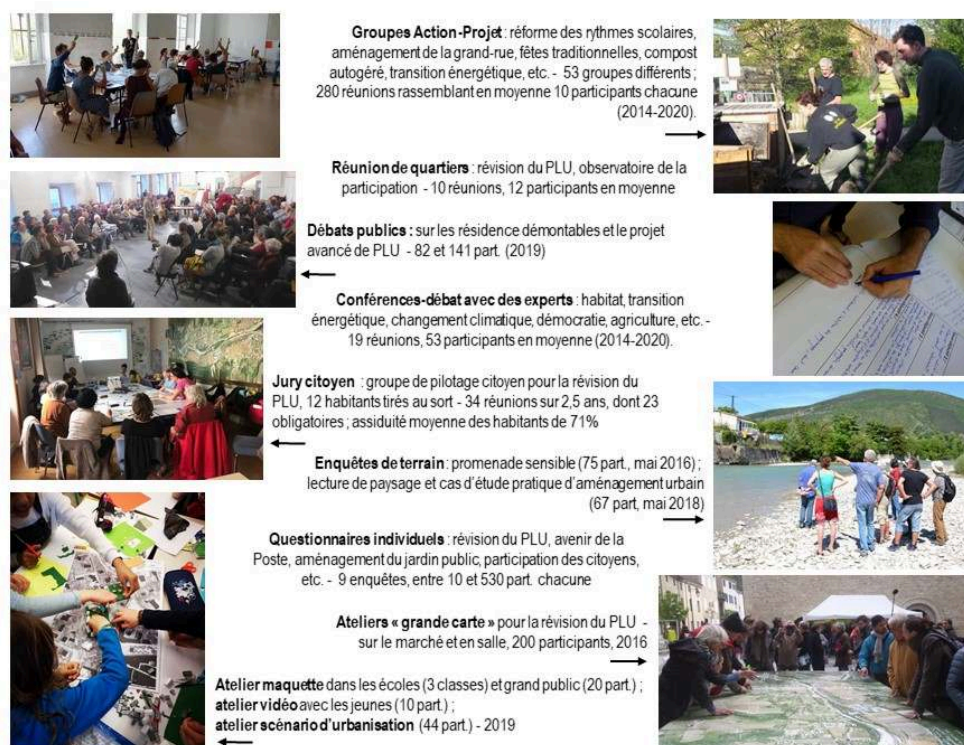 Groupes Action-Projet : réforme des rythmes scolaires,
aménagement de la grand-rue, fêtes traditionnelles, compost
autogéré, transition énergétique, etc. - 53 groupes différents ;
280 réunions rassemblant en moyenne 10 participants chacune
(2014-2020).
Réunion de quartiers : révision du PLU, observatoire de la
participation - 10 réunions, 12 participants en moyenne
Débats publics : sur les résidence démontables et le projet
avancé de PLU - 82 et 141 part. (2019)
Conférences-débat avec des experts : habitat, transition
énergétique, changement climatique, démocratie, agriculture, etc. -
19 réunions, 53 participants en moyenne (2014-2020).
Jury citoyen : groupe de pilotage citoyen pour la révision du
PLU, 12 habitants tirés au sort - 34 réunions sur 2,5 ans, dont 23
obligatoires ; assiduité moyenne des habitants de 71%
Enquêtes de terrain : promenade sensible (75 part., mai 2016) ;
lecture de paysage et cas d'étude pratique d'aménagement urbain
(67 part, mai 2018)
Questionnaires individuels : révision du PLU, avenir de la
Poste, aménagement du jardin public, participation des citoyens,
etc. - 9 enquêtes, entre 10 et 530 part. chacune
Ateliers « grande carte » pour la révision du PLU -
sur le marché et en salle, 200 participants, 2016
Atelier maquette dans les écoles (3 classes) et grand public (20 part.) ;
atelier vidéo avec les jeunes (10 part.) ;
atelier scénario d'urbanisation (44 part.) - 2019